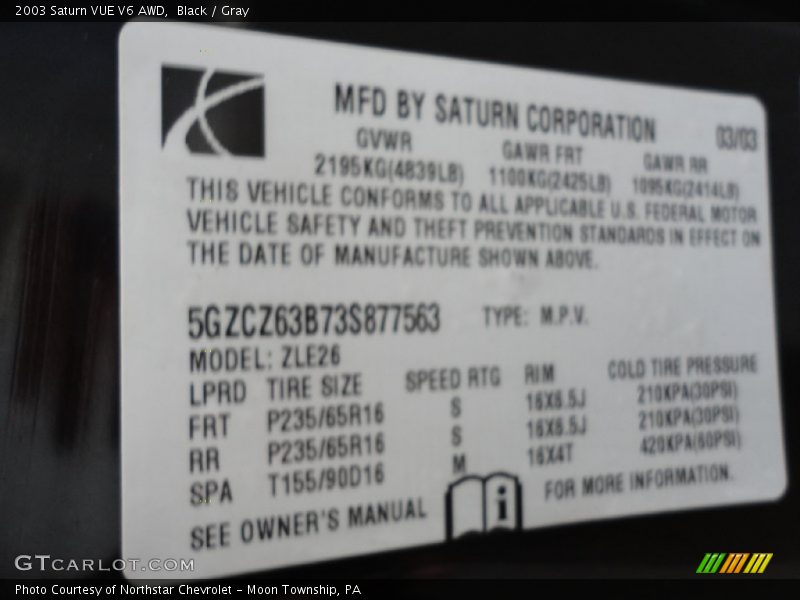 2003 Saturn VUE V6 AWD,  Black / Gray
MFD BY SATURN CORPORATION 03/03
GVWR GAWR FRT GAWR RR
2195KG(4839LB) 1100KG(2425LB) 1095KG(2414LB)
THIS VEHICLE CONFORMS TO ALL APPLICABLE U.S. FEDERAL MOTOR
VEHICLE SAFETY AND THEFT PREVENTION STANDARDS IN EFFECT ON
THE DATE OF MANUFACTURE SHOWN ABOVE.
5GZCZ63B73S877563 TYPE: M.P.V.
MODEL: ZLE26
LPRD TIRE SIZE SPEED RTG RIM COLD TIRE PRESSURE
FRT P235/65R16 S 16X6.5J 210KPA(30PSI)
RR P235/65R16 S 16X6.5J 210KPA(30PSI)
SPA T155/90D16 M 16X4T 420KPA(60PSI)
SEE OWNER'S MANUAL i FOR MORE INFORMATION.
GTCARLOT.COM
Photo Courtesy of Northstar Chevrolet - Moon Township, PA